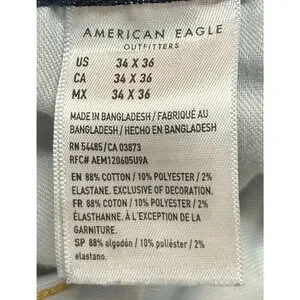 AMERICAN EAGLE
OUTFITTERS
US 34 X 36
CA 34 X 36
MX 34 X 36
MADE IN BANGLADESH / FABRIQUÉ AU
BANGLADESH / HECHO EN BANGLADESH
RN 54485/CA 03873
RFC# AEM120605U9A
EN 88% COTTON / 10% POLYESTER / 2%
ELASTANE. EXCLUSIVE OF DECORATION.
FR 88% COTON / 10% POLYESTER / 2%
ÉLASTHANNE. À L'EXCEPTION DE LA
GARNITURE.
SP 88% algodón / 10% poliéster / 2%
elastano.